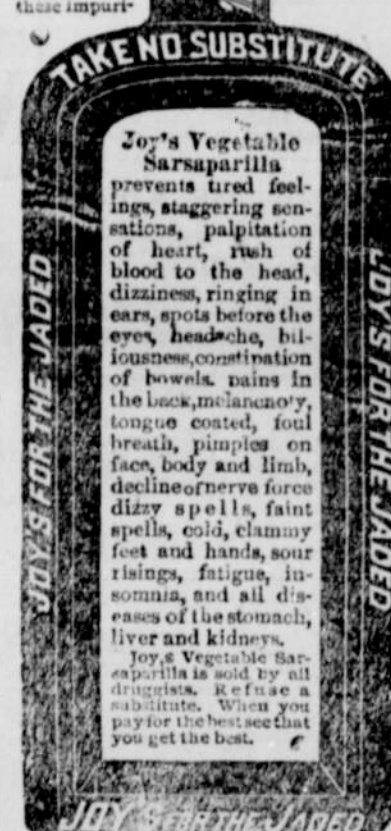 these impuri-
TAKE NO SUBSTITUTE
JOY'S FOR THE JADED
JOY'S FOR THE JADED
Joy's Vegetable
Sarsaparilla
prevents tired feel-
ings, staggering sen-
sations, palpitation
of heart, rush of
blood to the head,
dizziness, ringing in
ears, spots before the
eyes, headache, bil-
iousness, constipation
of bowels, pains in
the back, melancholy,
tongue coated, foul
breath, pimples on
face, body and limb,
decline of nerve force
dizzy spells, faint
spells, cold, clammy
feet and hands, sour
risings, fatigue, in-
somnia, and all dis-
eases of the stomach,
liver and kidneys.
Joy,s Vegetable Sar-
saparilla is sold by all
druggists. Refuse a
substitute. When you
pay for the best see that
you get the best.
JOY'S FOR THE JADED